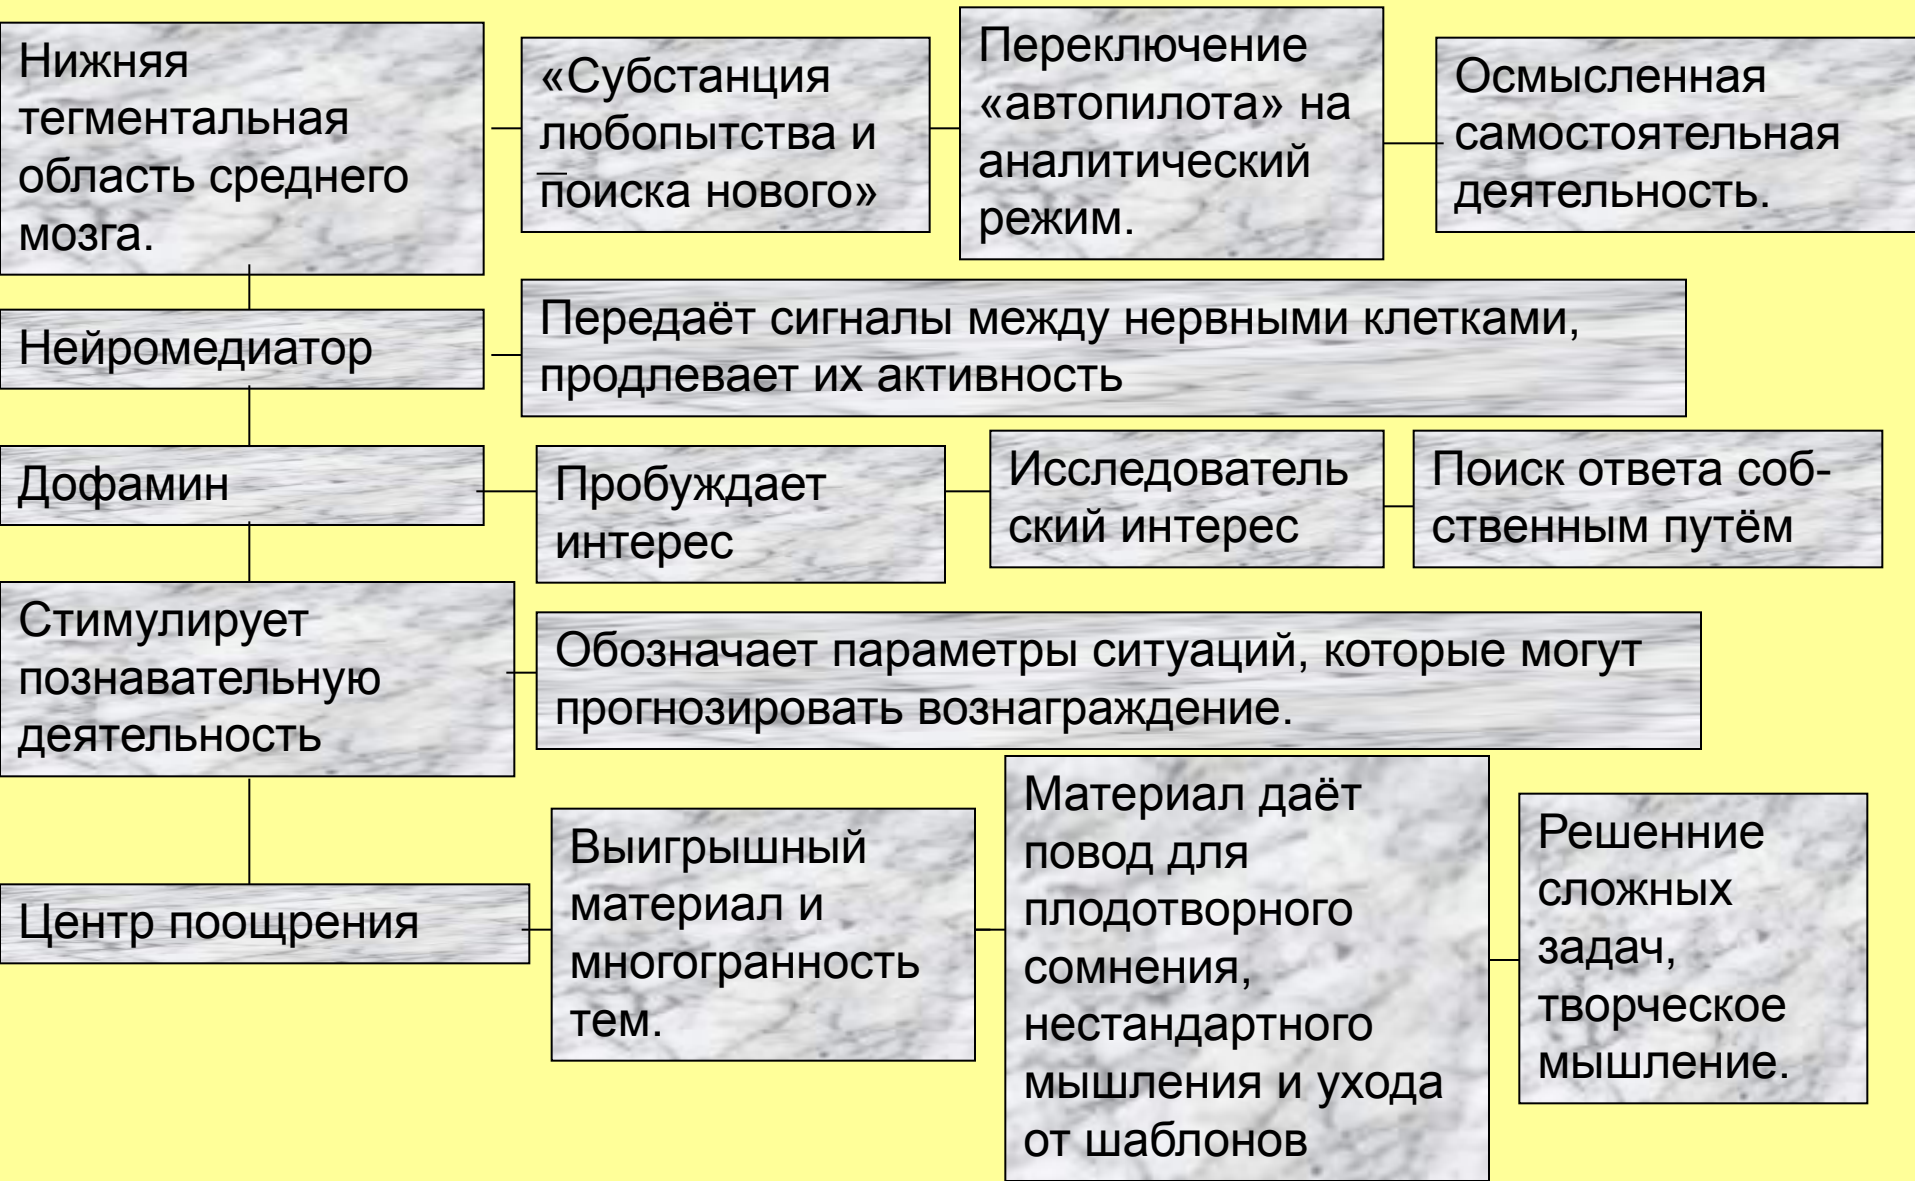 Нижняя
тегментальная
область среднего
мозга.
«Субстанция
любопытства и
поиска нового»
Переключение
«автопилота» на
аналитический
режим.
Осмысленная
самостоятельная
деятельность.
Нейромедиатор
Передаёт сигналы между нервными клетками,
продлевает их активность
Дофамин
Пробуждает
интерес
Исследователь
ский интерес
Поиск ответа соб-
ственным путём
Стимулирует
познавательную
деятельность
Обозначает параметры ситуаций, которые могут
прогнозировать вознаграждение.
Центр поощрения
Выигрышный
материал и
многогранность
тем.
Материал даёт
повод для
плодотворного
сомнения,
нестандартного
мышления и ухода
от шаблонов
Решенние
сложных
задач,
творческое
мышление.